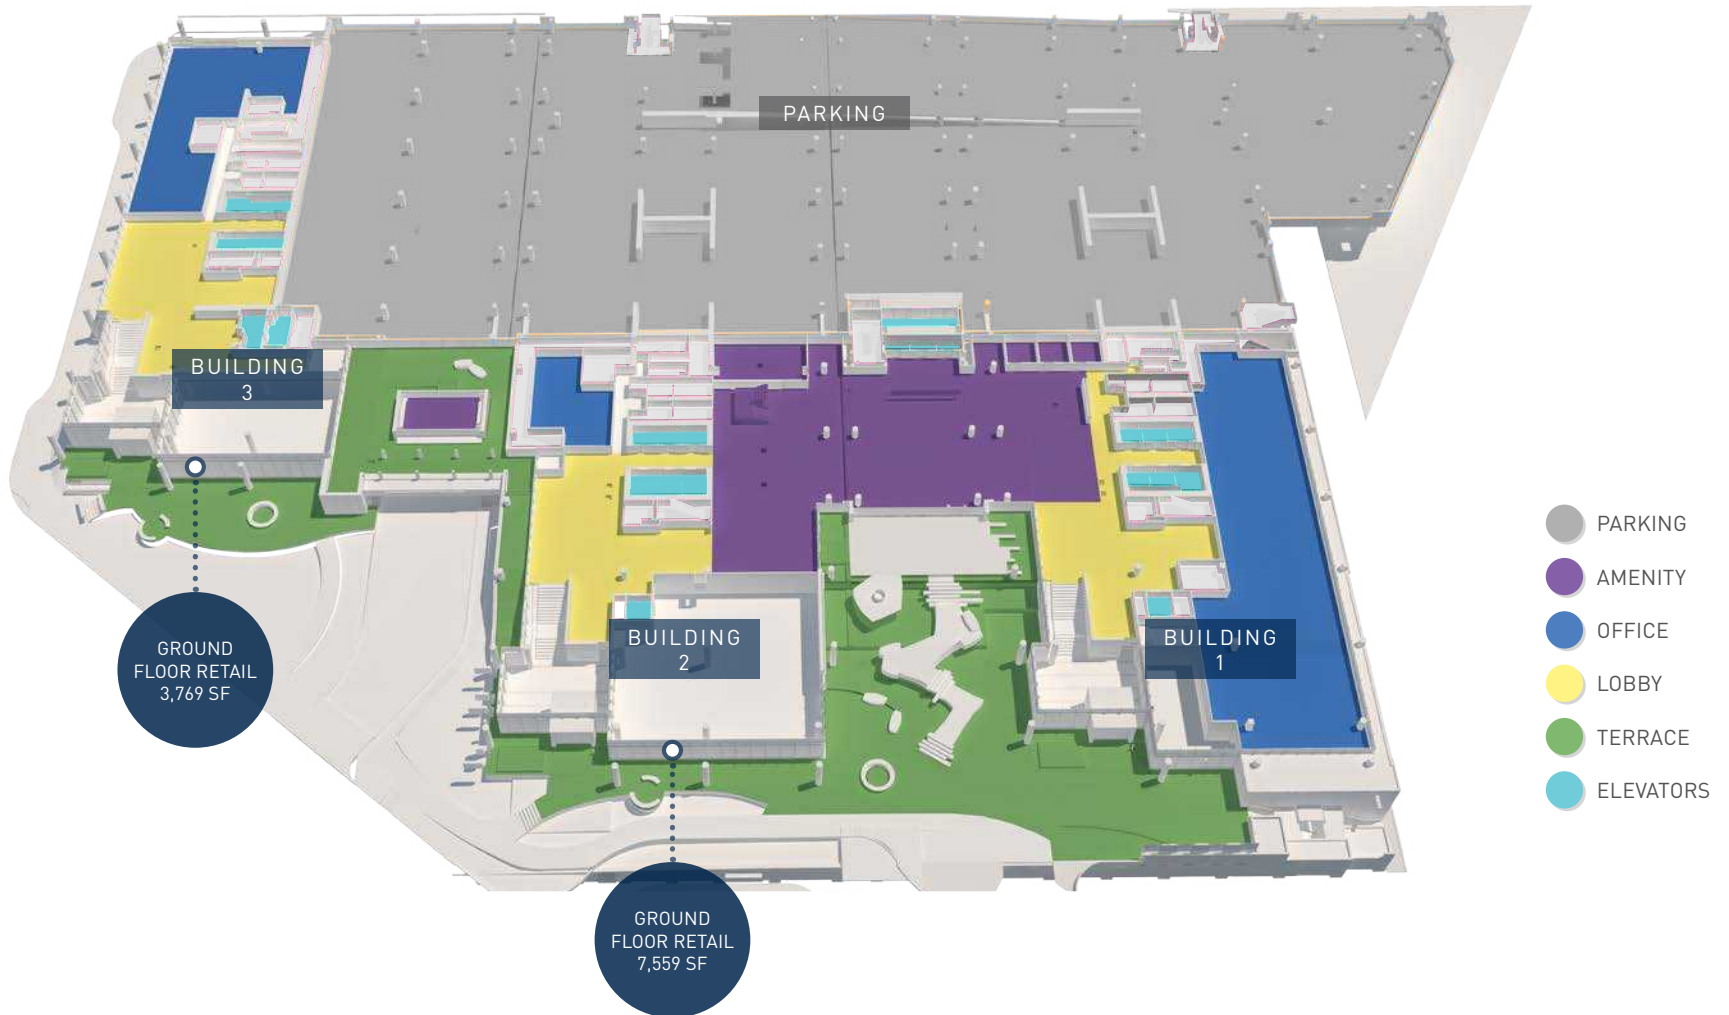 PARKING
BUILDING
3
GROUND
FLOOR RETAIL
3,769 SF
BUILDING
2
BUILDING
1
GROUND
FLOOR RETAIL
7,559 SF
PARKING
AMENITY
OFFICE
LOBBY
TERRACE
ELEVATORS